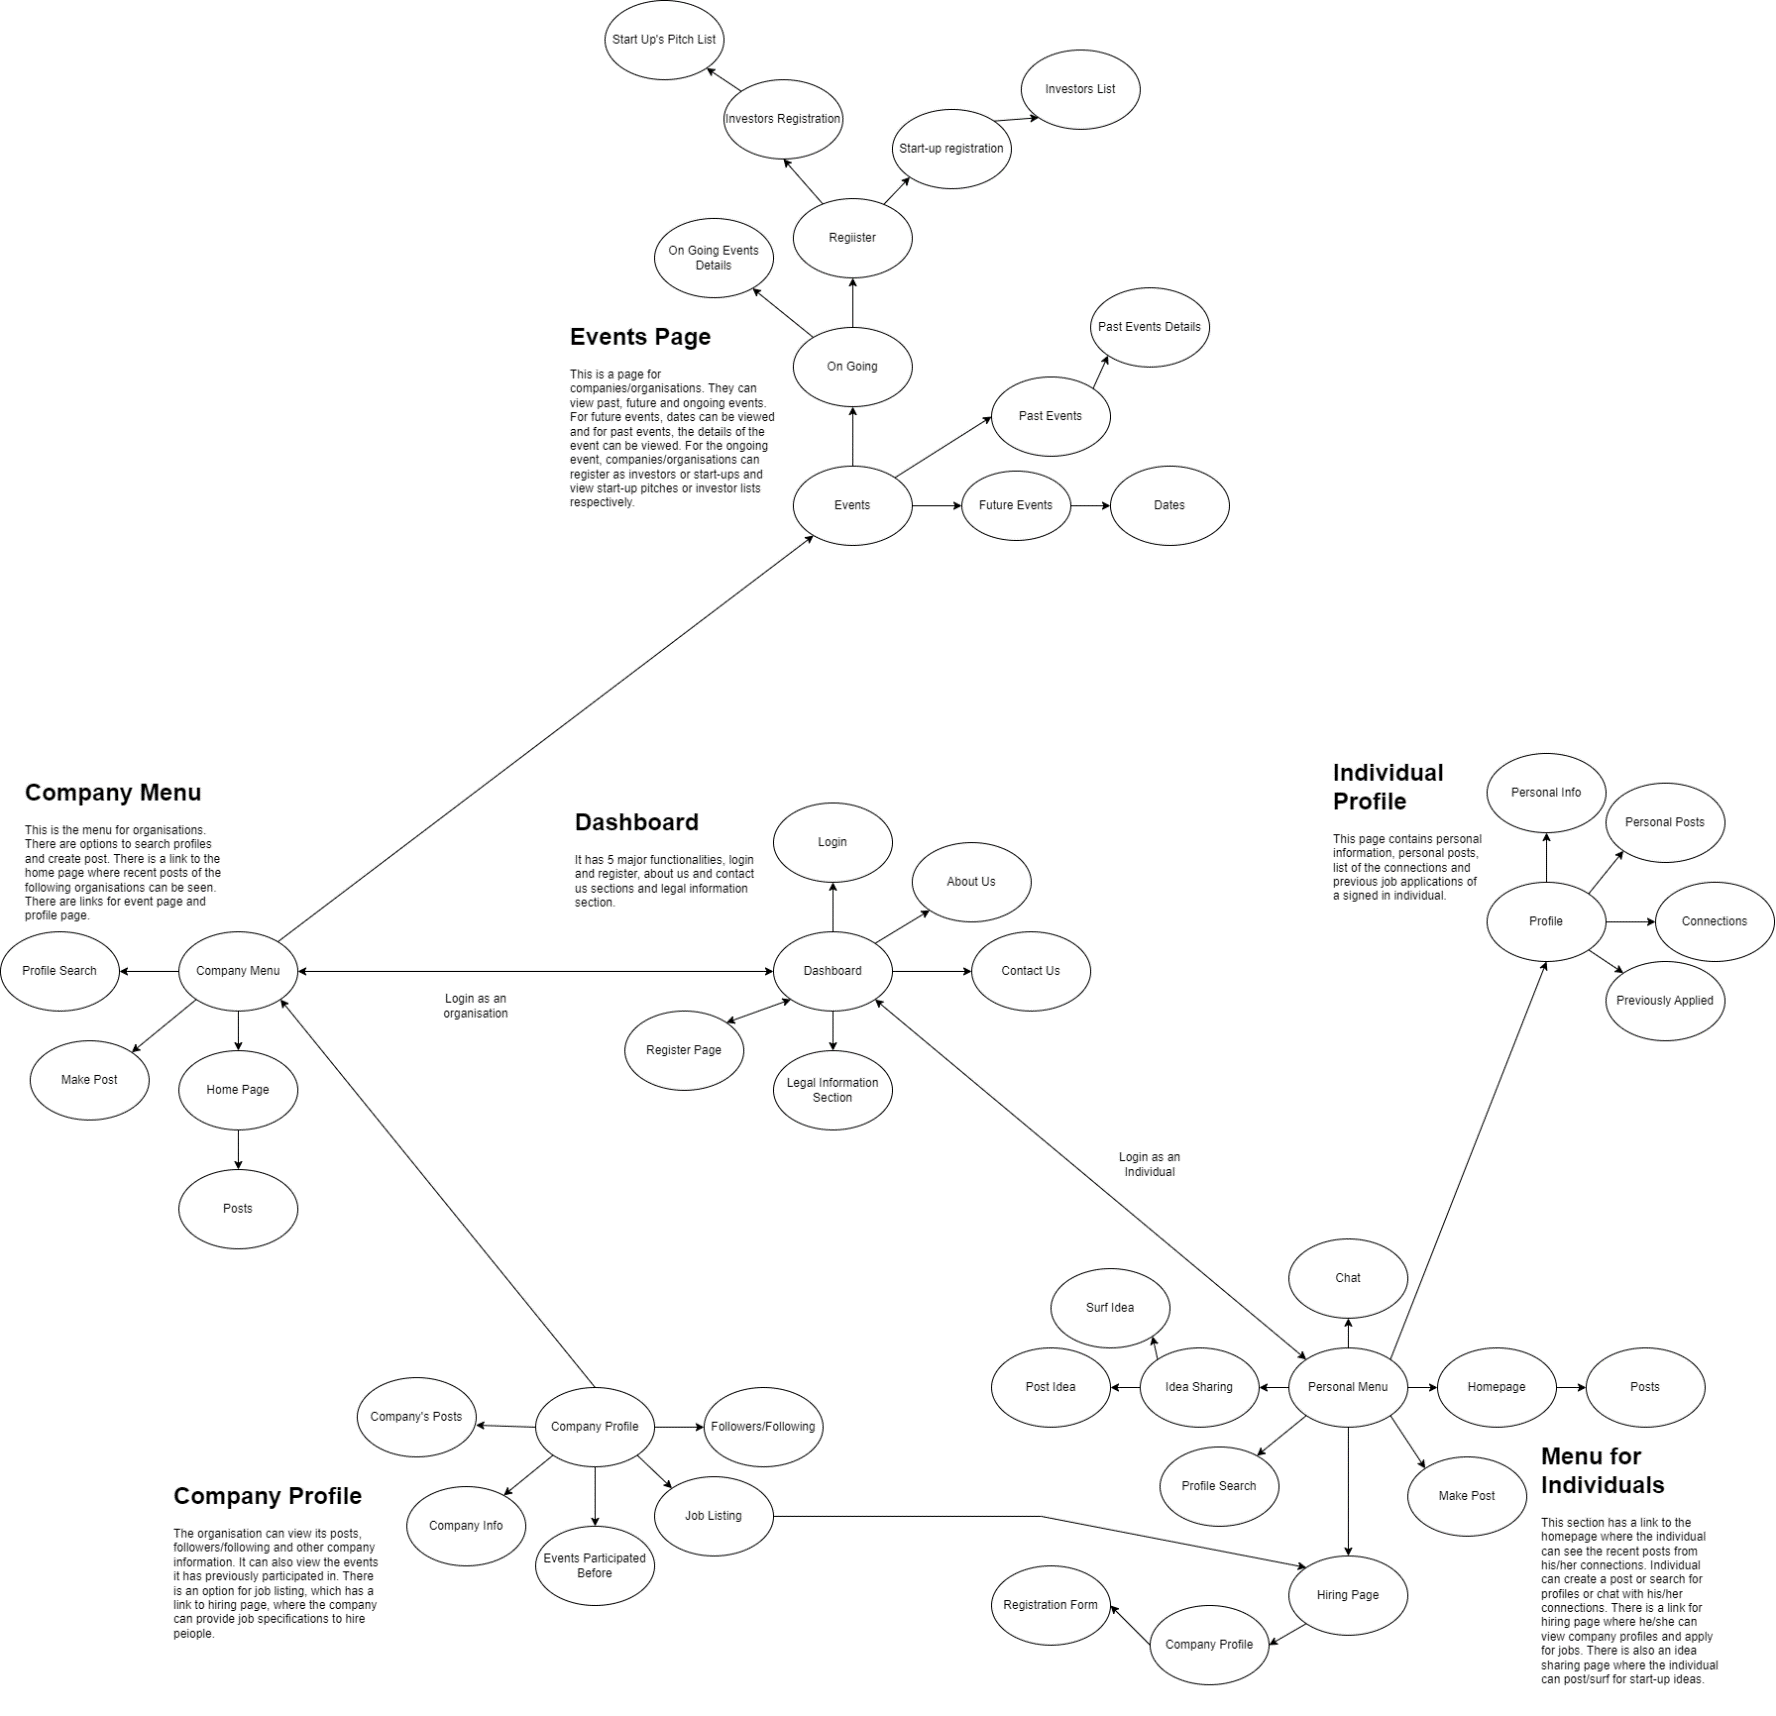 Start Up's Pitch List
Investors List
Investors Registration
Start-up registration
Regiister
On Going Events
Details
Events Page
This is a page for
companies/organisations. They can
view past, future and ongoing events.
For future events, dates can be viewed
and for past events, the details of the
event can be viewed. For the ongoing
event, companies/organisations can
register as investors or start-ups and
view start-up pitches or investor lists
respectively.
On Going
Past Events Details
Past Events
Events
Future Events
Dates
Company Menu
This is the menu for organisations.
There are options to search profiles
and create post. There is a link to the
home page where recent posts of the
following organisations can be seen.
There are links for event page and
profile page.
Profile Search
Company Menu
Make Post
Home Page
Posts
Login as an
organisation
Dashboard
It has 5 major functionalities, login
and register, about us and contact
us sections and legal information
section.
Login
About Us
Dashboard
Contact Us
Register Page
Legal Information
Section
Individual
Profile
This page contains personal
information, personal posts,
list of the connections and
previous job applications of
a signed in individual.
Personal Info
Personal Posts
Profile
Connections
Previously Applied
Login as an
Individual
Chat
Surf Idea
Post Idea
Idea Sharing
Personal Menu
Homepage
Posts
Profile Search
Make Post
Menu for
Individuals
This section has a link to the
homepage where the individual
can see the recent posts from
his/her connections. Individual
can create a post or search for
profiles or chat with his/her
connections. There is a link for
hiring page where he/she can
view company profiles and apply
for jobs. There is also an idea
sharing page where the individual
can post/surf for start-up ideas.
Company's Posts
Company Profile
Followers/Following
Company Info
Job Listing
Events Participated
Before
Company Profile
The organisation can view its posts,
followers/following and other company
information. It can also view the events
it has previously participated in. There
is an option for job listing, which has a
link to hiring page, where the company
can provide job specifications to hire
peiople.
Hiring Page
Registration Form
Company Profile